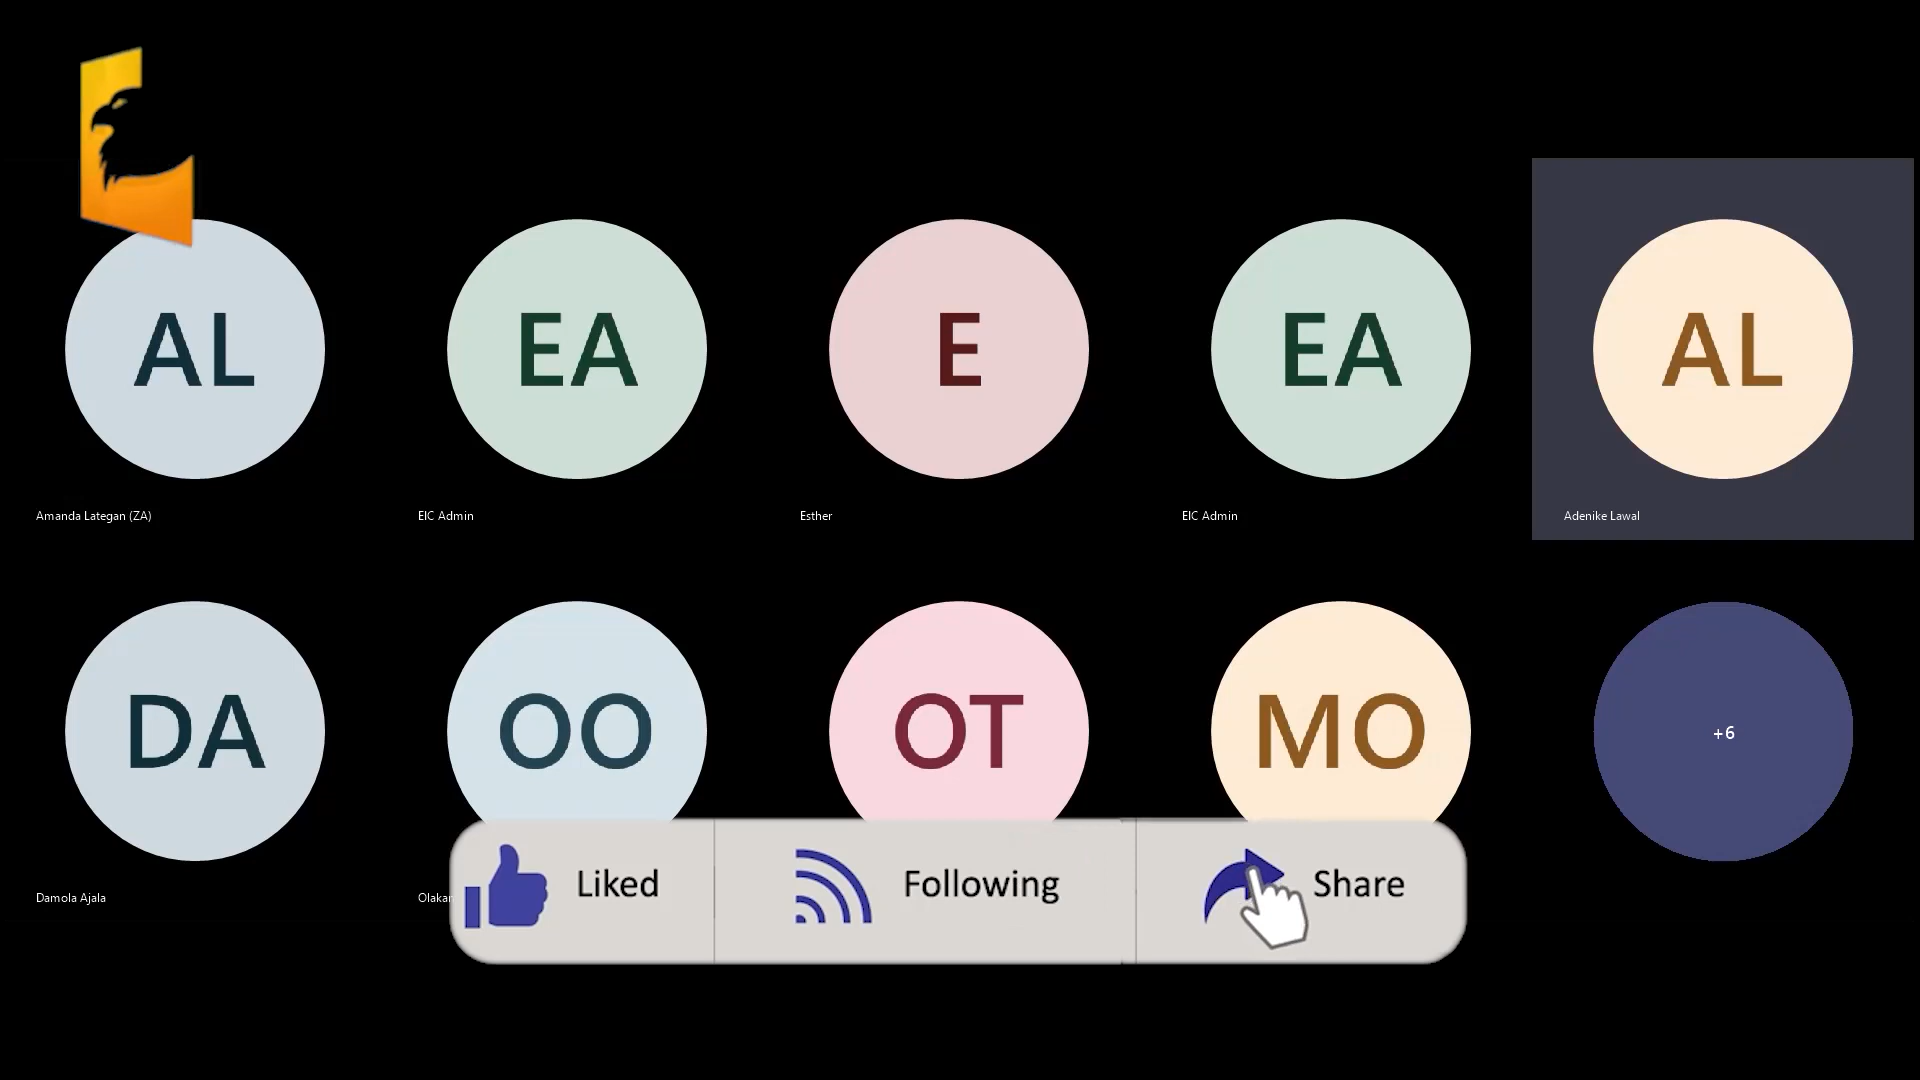 AL
EA
E
EA
AL
Amanda Lategan (ZA)
EIC Admin
Esther
EIC Admin
Adenike Lawal
DA
OO
OT
MO
+6
Damola Ajala
Liked
Following
Share